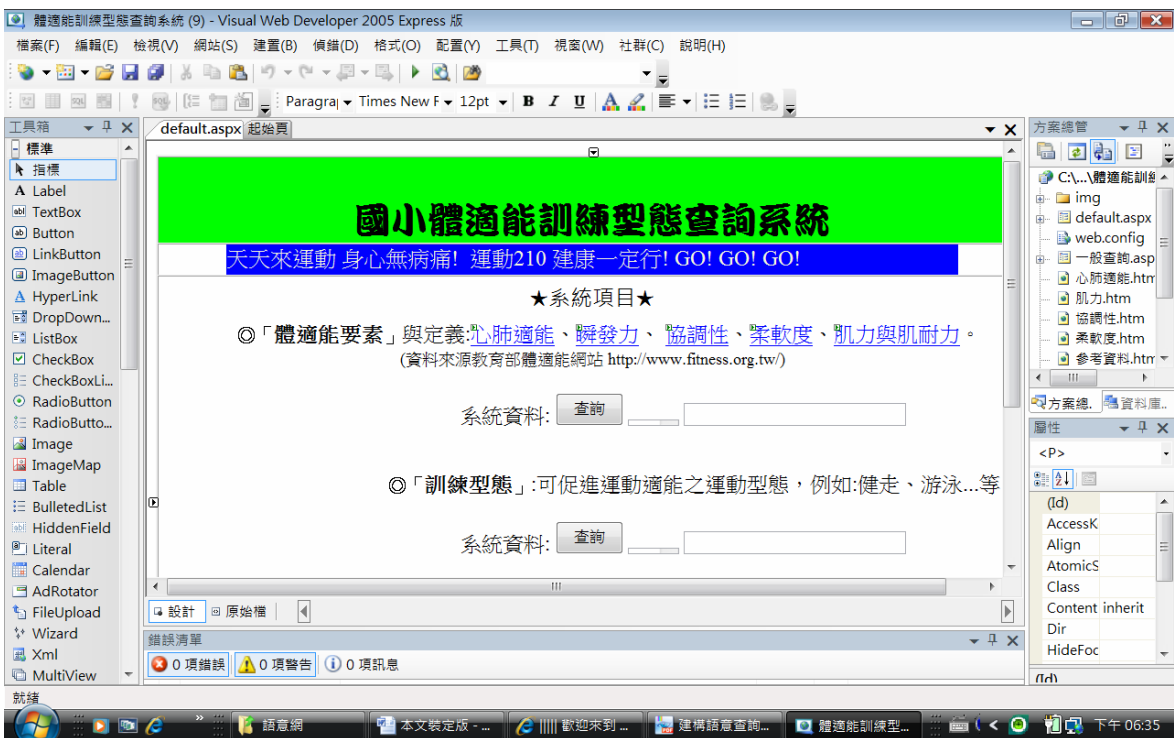 體適能訓練型態查詢系統 (9) - Visual Web Developer 2005 Express 版
檔案(F) 編輯(E) 檢視(V) 網站(S) 建置(B) 偵錯(D) 格式(O) 配置(Y) 工具(T) 視窗(W) 社群(C) 說明(H)
Paragra Times New F 12pt B I U
工具箱
標準
指標
Label
TextBox
Button
LinkButton
ImageButton
HyperLink
DropDown...
ListBox
CheckBox
CheckBoxLi...
RadioButton
RadioButto...
Image
ImageMap
Table
BulletedList
HiddenField
Literal
Calendar
AdRotator
FileUpload
Wizard
Xml
MultiView
default.aspx 起始頁
國小體適能訓練型態查詢系統
天天來運動 身心無病痛! 運動210 建康一定行! GO! GO! GO!
★系統項目★
◎「體適能要素」與定義:心肺適能、瞬發力、 協調性、柔軟度、肌力與肌耐力。
(資料來源教育部體適能網站 http://www.fitness.org.tw/)
系統資料: 查詢
◎「訓練型態」:可促進運動適能之運動型態，例如:健走、游泳...等
系統資料: 查詢
設計 原始檔
錯誤清單
0 項錯誤 0 項警告 0 項訊息
方案總管
C:\...\體適能訓練
img
default.aspx
web.config
一般查詢.asp
心肺適能.htm
肌力.htm
協調性.htm
柔軟度.htm
參考資料.htm
方案總. 資料庫..
屬性
<P>
(Id)
AccessK
Align
AtomicS
Class
Content inherit
Dir
HideFoc
(Id)
就緒
語意網 本文裝定版 - ... 歡迎來到 ... 建構語意查詢... 體適能訓練型... 下午 06:35